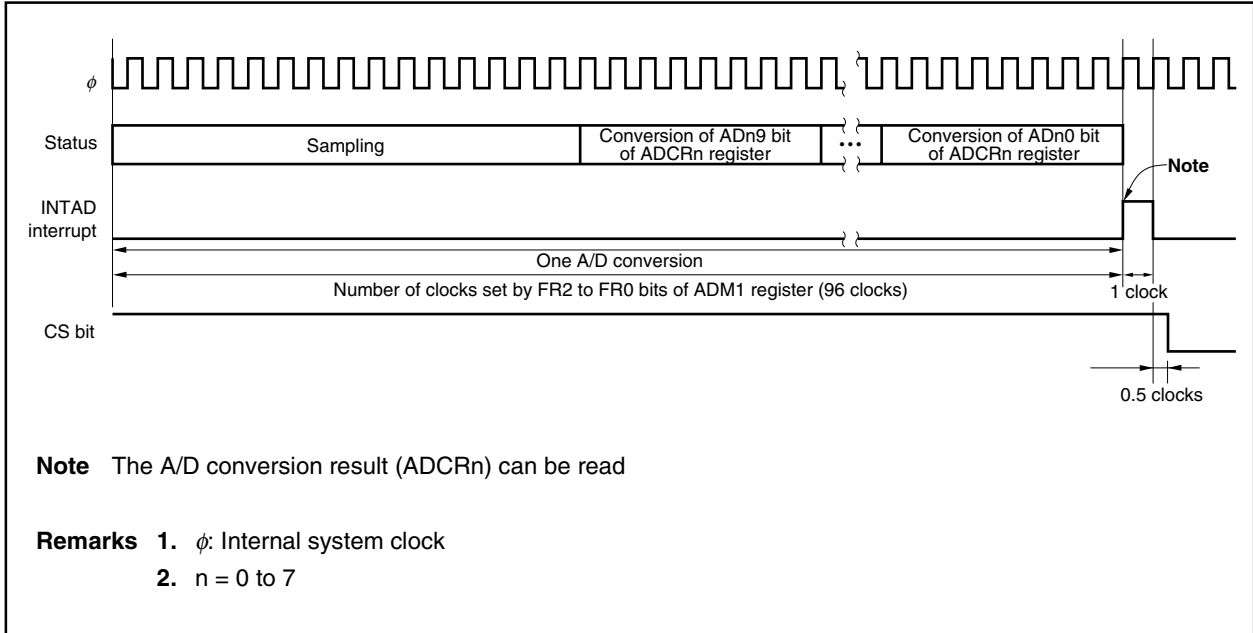 φ
Status
Sampling
Conversion of ADn9 bit
of ADCRn register
•••
Conversion of ADn0 bit
of ADCRn register
Note
INTAD
interrupt
One A/D conversion
Number of clocks set by FR2 to FR0 bits of ADM1 register (96 clocks)
1 clock
CS bit
0.5 clocks
Note The A/D conversion result (ADCRn) can be read
Remarks 1. φ: Internal system clock
2. n = 0 to 7